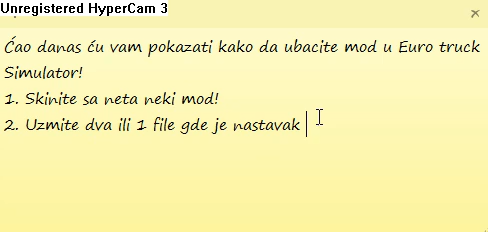 Unregistered HyperCam 3
Ćao danas ću vam pokazati kako da ubacite mod u Euro truck
Simulator!
1. Skinite sa neta neki mod!
2. Uzmite dva ili 1 file gde je nastavak